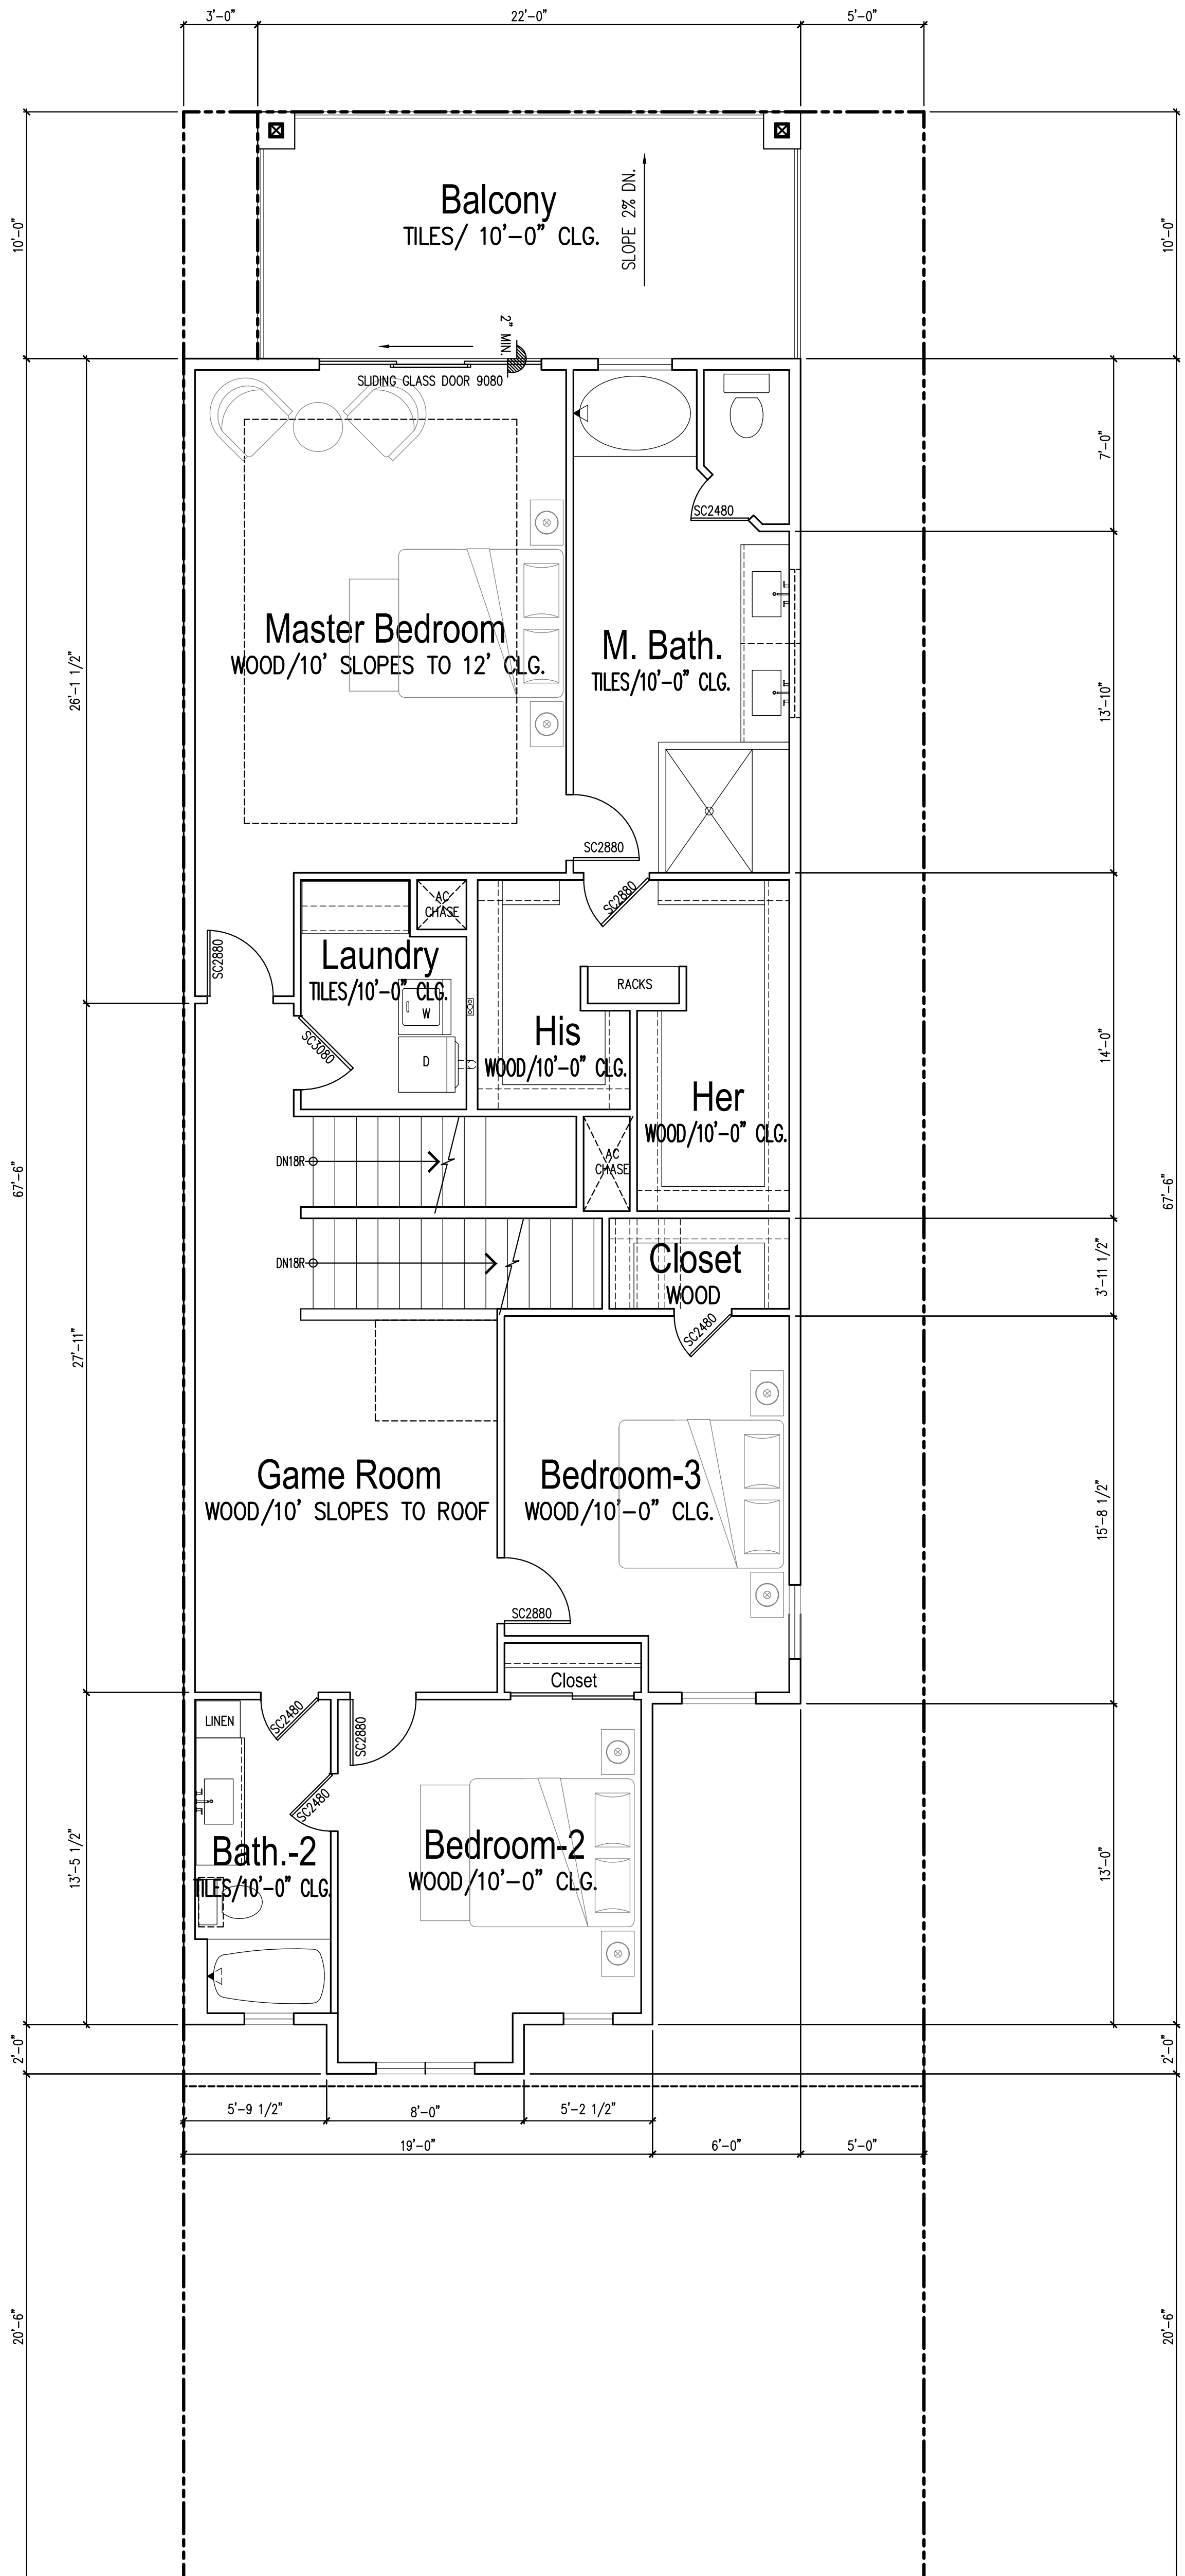 3'-0"
22'-0"
5'-0"
10'-0"
10'-0"
Balcony
TILES/ 10'-0" CLG.
SLOPE 2% DN.
2" MIN.
SLIDING GLASS DOOR 9080
7'-0"
SC2480
26'-1 1/2"
Master Bedroom
WOOD/10' SLOPES TO 12' CLG.
M. Bath.
TILES/10'-0" CLG.
13'-10"
SC2880
SC2880
AC
CHASE
SC2880
Laundry
TILES/10'-0" CLG.
W
RACKS
SC3080
D
His
WOOD/10'-0" CLG.
14'-0"
Her
WOOD/10'-0" CLG.
67'-6"
67'-6"
DN18R
AC
CHASE
DN18R
Closet
WOOD
3'-11 1/2"
SC2480
27'-11"
Game Room
WOOD/10' SLOPES TO ROOF
Bedroom-3
WOOD/10'-0" CLG.
15'-8 1/2"
SC2880
Closet
LINEN
SC2480
SC2880
SC2480
Bath.-2
TILES/10'-0" CLG.
Bedroom-2
WOOD/10'-0" CLG.
13'-5 1/2"
13'-0"
2'-0"
2'-0"
5'-9 1/2"
8'-0"
5'-2 1/2"
19'-0"
6'-0"
5'-0"
20'-6"
20'-6"